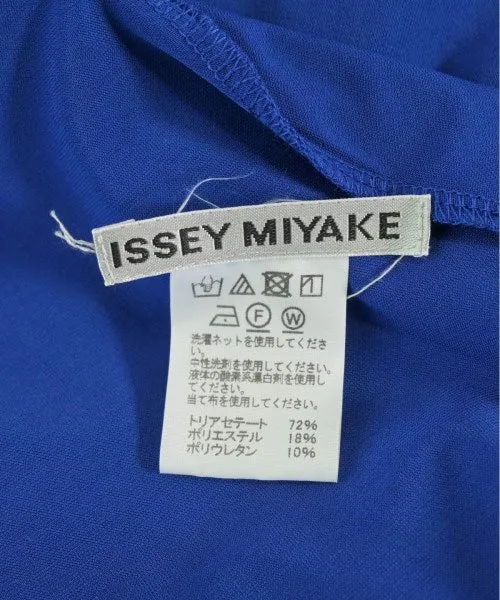 ISSEY MIYAKE
F W
洗濯ネットを使用してくださ
い。
中性洗剤を使用してください。
液体の酸素系漂白剤を使用し
てください。
当て布を使用してください。
トリアセテート 72%
ポリエステル 18%
ポリウレタン 10%